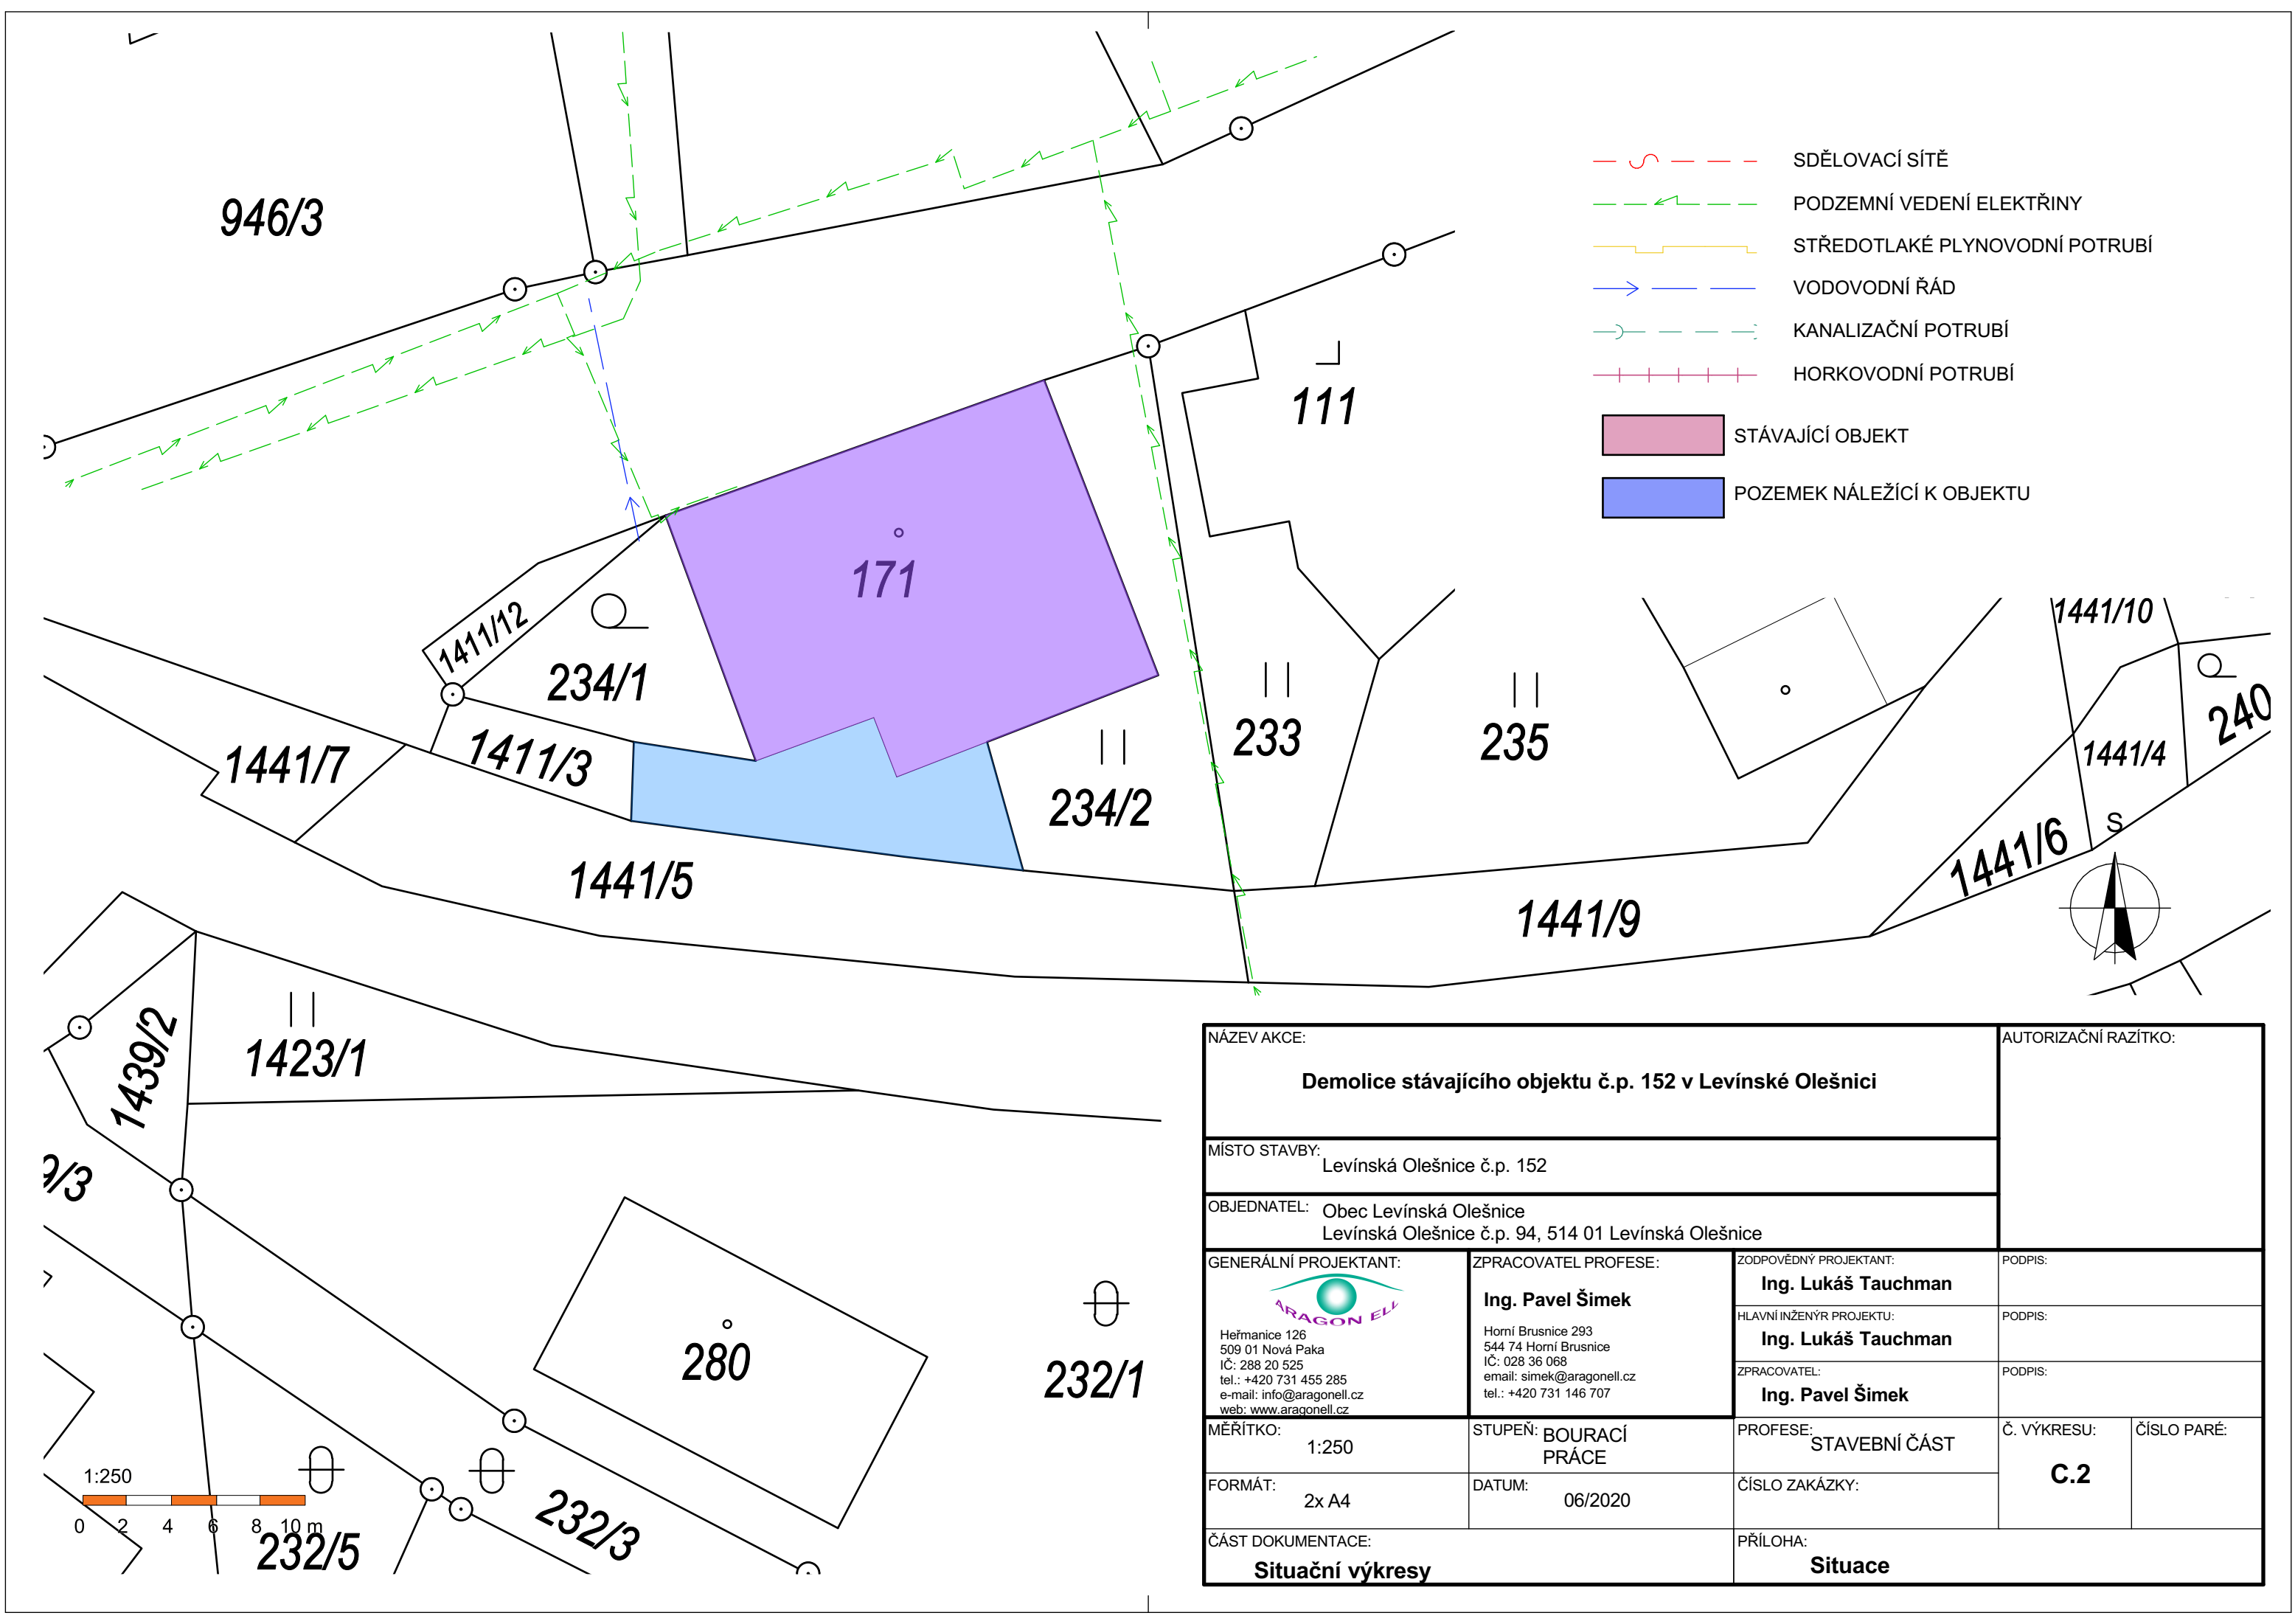 946/3
SDĚLOVACÍ SÍTĚ
PODZEMNÍ VEDENÍ ELEKTŘINY
STŘEDOTLAKÉ PLYNOVODNÍ POTRUBÍ
VODOVODNÍ ŘÁD
KANALIZAČNÍ POTRUBÍ
HORKOVODNÍ POTRUBÍ
STÁVAJÍCÍ OBJEKT
POZEMEK NÁLEŽÍCÍ K OBJEKTU
111
171
1411/12
234/1
1411/3
1441/7
234/2
233
235
1441/10
240
1441/4
1441/6
S
1441/5
1441/9
1439/2
1423/1
9/3
280
232/1
232/3
232/5
1:250
0 2 4 6 8 10 m
NÁZEV AKCE:
Demolice stávajícího objektu č.p. 152 v Levínské Olešnici
AUTORIZAČNÍ RAZÍTKO:
MÍSTO STAVBY:
Levínská Olešnice č.p. 152
OBJEDNATEL:
Obec Levínská Olešnice
Levínská Olešnice č.p. 94, 514 01 Levínská Olešnice
GENERÁLNÍ PROJEKTANT:
ARAGON ELL
Heřmanice 126
509 01 Nová Paka
IČ: 288 20 525
tel.: +420 731 455 285
e-mail: info@aragonell.cz
web: www.aragonell.cz
ZPRACOVATEL PROFESE:
Ing. Pavel Šimek
Horní Brusnice 293
544 74 Horní Brusnice
IČ: 028 36 068
email: simek@aragonell.cz
tel.: +420 731 146 707
ZODPOVĚDNÝ PROJEKTANT:
Ing. Lukáš Tauchman
PODPIS:
HLAVNÍ INŽENÝR PROJEKTU:
Ing. Lukáš Tauchman
PODPIS:
ZPRACOVATEL:
Ing. Pavel Šimek
PODPIS:
MĚŘÍTKO:
1:250
STUPEŇ:
BOURACÍ
PRÁCE
PROFESE:
STAVEBNÍ ČÁST
Č. VÝKRESU:
C.2
ČÍSLO PARÉ:
FORMÁT:
2x A4
DATUM:
06/2020
ČÍSLO ZAKÁZKY:
ČÁST DOKUMENTACE:
Situační výkresy
PŘÍLOHA:
Situace